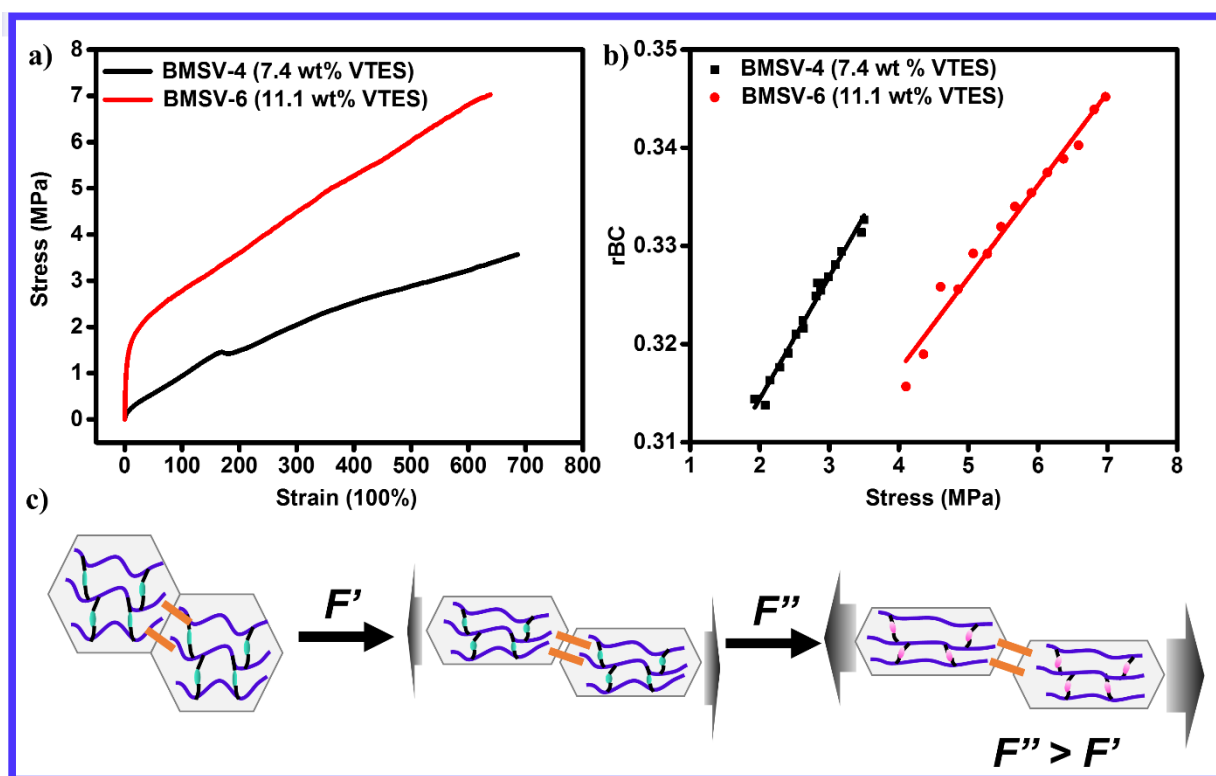 a)
8
7
6
5
4
3
2
1
0
Stress (MPa)
BMSV-4 (7.4 wt% VTES)
BMSV-6 (11.1 wt% VTES)
0 100 200 300 400 500 600 700 800
Strain (100%)
b)
0.35
0.34
0.33
0.32
0.31
rBC
BMSV-4 (7.4 wt % VTES)
BMSV-6 (11.1 wt% VTES)
1 2 3 4 5 6 7 8
Stress (MPa)
c)
F'
F''
F'' > F'